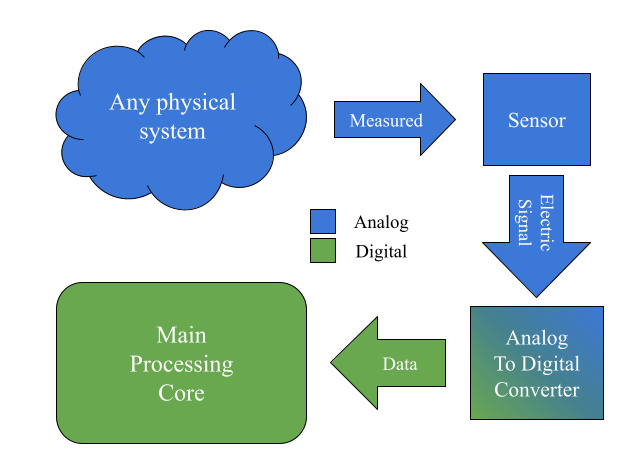 Any physical
system
Measured
Sensor
Electric
Signal
Analog
Digital
Main
Processing
Core
Data
Analog
To Digital
Converter